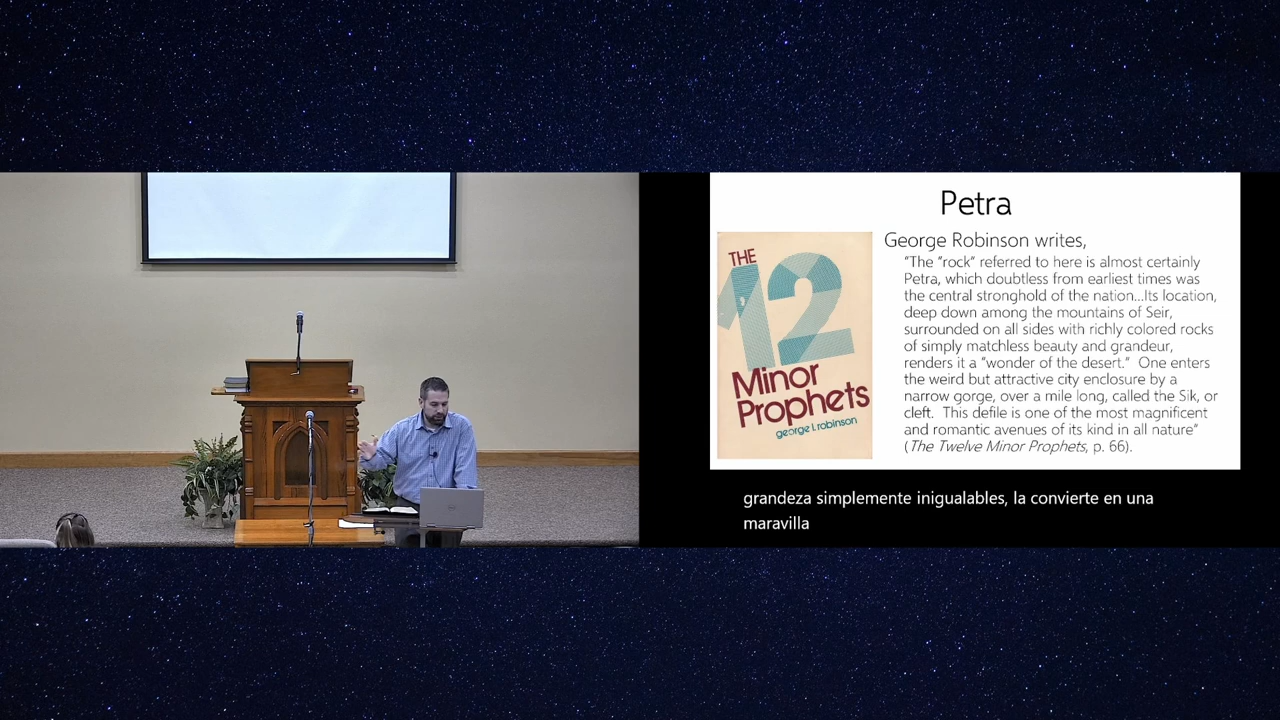 Petra
THE
12
Minor
Prophets
george l. robinson
George Robinson writes,
“The “rock” referred to here is almost certainly
Petra, which doubtless from earliest times was
the central stronghold of the nation...Its location,
deep down among the mountains of Seir,
surrounded on all sides with richly colored rocks
of simply matchless beauty and grandeur,
renders it a “wonder of the desert.”  One enters
the weird but attractive city enclosure by a
narrow gorge, over a mile long, called the Sik, or
cleft.  This defile is one of the most magnificent
and romantic avenues of its kind in all nature”
(The Twelve Minor Prophets, p. 66).
grandeza simplemente inigualables, la convierte en una
maravilla